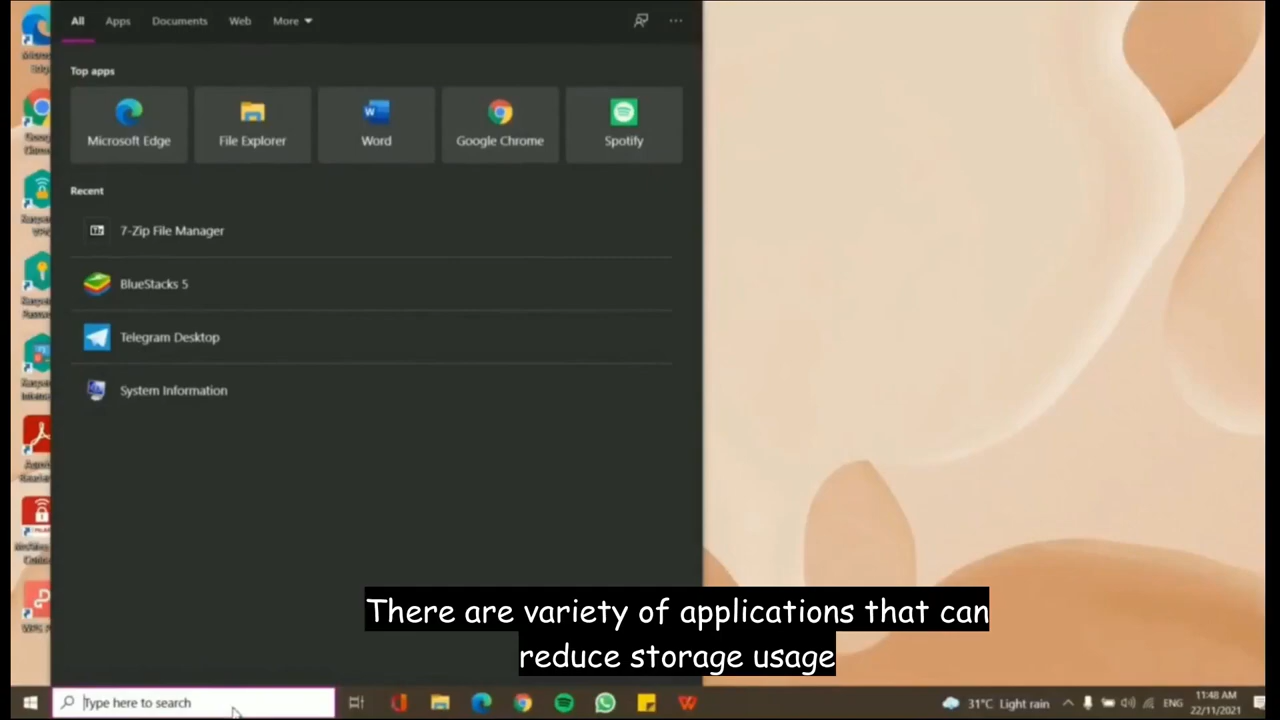 All Apps Documents Web More
Top apps
Microsoft Edge File Explorer Word Google Chrome Spotify
Recent
7-Zip File Manager
BlueStacks 5
Telegram Desktop
System Information
There are variety of applications that can
reduce storage usage
Type here to search
31°C Light rain
ENG
11:48 AM
22/11/2021